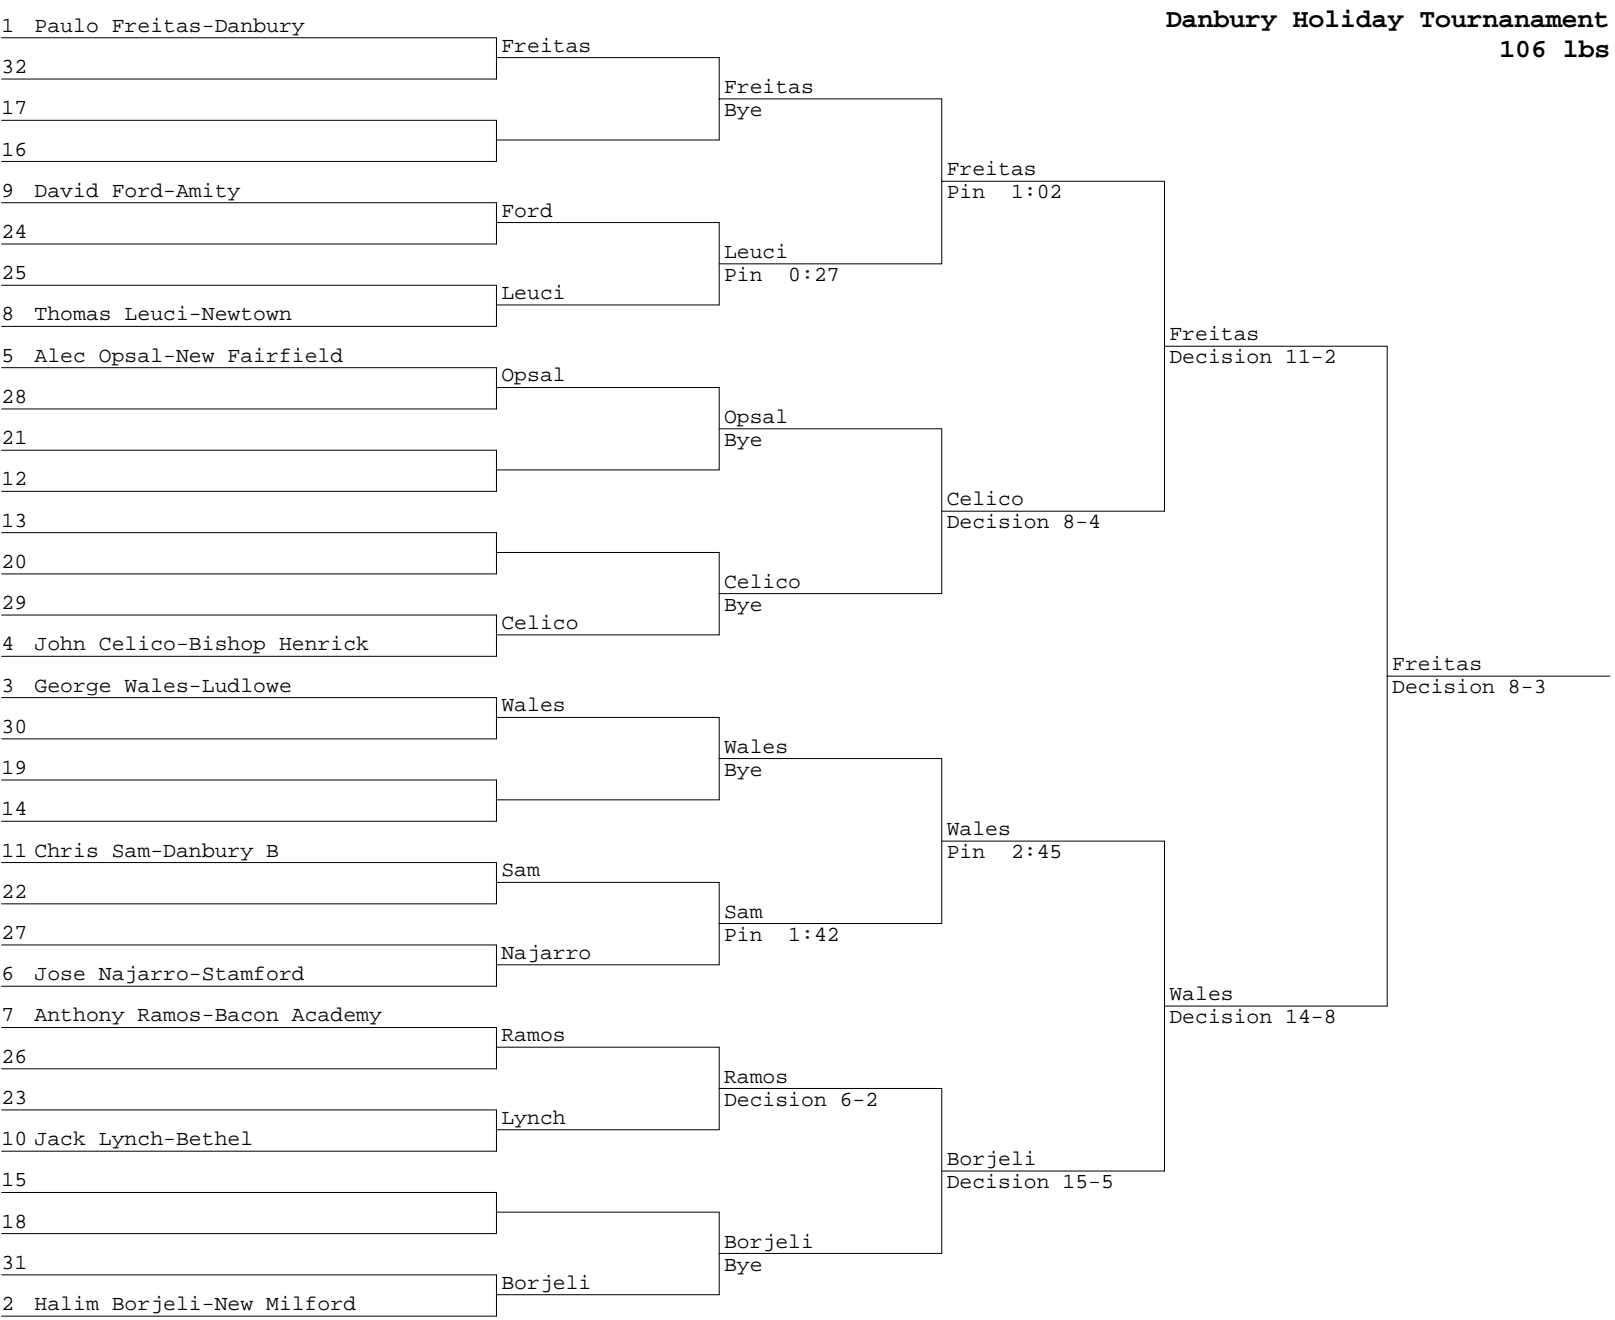 Danbury Holiday Tournanament
106 lbs
1 Paulo Freitas-Danbury
32
17
16
9 David Ford-Amity
24
25
8 Thomas Leuci-Newtown
5 Alec Opsal-New Fairfield
28
21
12
13
20
29
4 John Celico-Bishop Henrick
3 George Wales-Ludlowe
30
19
14
11 Chris Sam-Danbury B
22
27
6 Jose Najarro-Stamford
7 Anthony Ramos-Bacon Academy
26
23
10 Jack Lynch-Bethel
15
18
31
2 Halim Borjeli-New Milford
Freitas
Ford
Leuci
Opsal
Celico
Wales
Sam
Najarro
Ramos
Lynch
Borjeli
Freitas
Bye
Leuci
Pin 0:27
Opsal
Bye
Celico
Bye
Wales
Bye
Sam
Pin 1:42
Ramos
Decision 6-2
Borjeli
Bye
Freitas
Pin 1:02
Celico
Decision 8-4
Wales
Pin 2:45
Borjeli
Decision 15-5
Freitas
Decision 11-2
Wales
Decision 14-8
Freitas
Decision 8-3